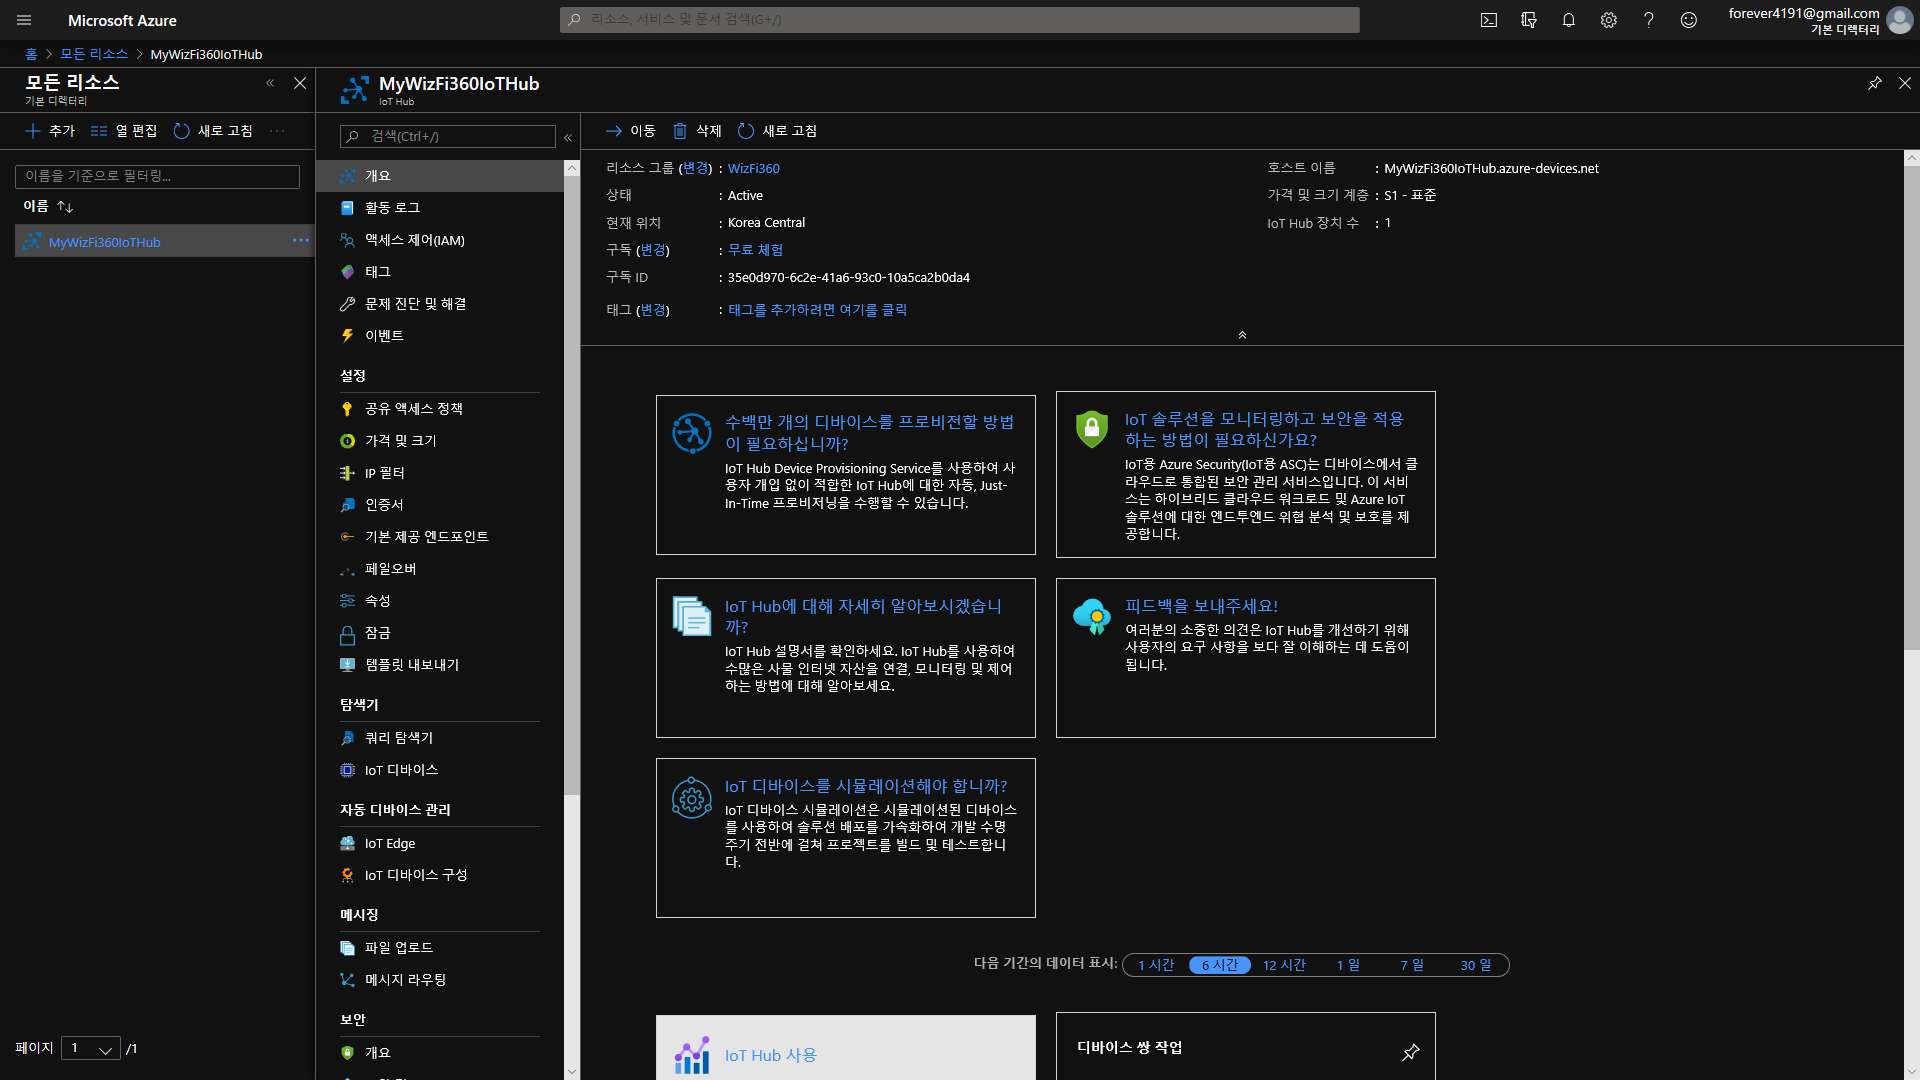 Microsoft Azure
리소스, 서비스 및 문서 검색(G+/)
forever4191@gmail.com
기본 디렉터리
홈 > 모든 리소스 > MyWizFi360IoTHub
모든 리소스
기본 디렉터리
추가 열 편집 새로 고침 ...
이름을 기준으로 필터링...
이름
MyWizFi360IoTHub ...
페이지 1 /1
MyWizFi360IoTHub
IoT Hub
검색(Ctrl+/)
개요
활동 로그
액세스 제어(IAM)
태그
문제 진단 및 해결
이벤트
설정
공유 액세스 정책
가격 및 크기
IP 필터
인증서
기본 제공 엔드포인트
페일오버
속성
잠금
템플릿 내보내기
탐색기
쿼리 탐색기
IoT 디바이스
자동 디바이스 관리
IoT Edge
IoT 디바이스 구성
메시징
파일 업로드
메시지 라우팅
보안
개요
이동 삭제 새로 고침
리소스 그룹 (변경) : WizFi360
상태 : Active
현재 위치 : Korea Central
구독 (변경) : 무료 체험
구독 ID : 35e0d970-6c2e-41a6-93c0-10a5ca2b0da4
태그 (변경) : 태그를 추가하려면 여기를 클릭
호스트 이름 : MyWizFi360IoTHub.azure-devices.net
가격 및 크기 계층 : S1 - 표준
IoT Hub 장치 수 : 1
수백만 개의 디바이스를 프로비전할 방법
이 필요하십니까?
IoT Hub Device Provisioning Service를 사용하여 사
용자 개입 없이 적합한 IoT Hub에 대한 자동, Just-
In-Time 프로비저닝을 수행할 수 있습니다.
IoT 솔루션을 모니터링하고 보안을 적용
하는 방법이 필요하신가요?
IoT용 Azure Security(IoT용 ASC)는 디바이스에서 클
라우드로 통합된 보안 관리 서비스입니다. 이 서비
스는 하이브리드 클라우드 워크로드 및 Azure IoT
솔루션에 대한 엔드투엔드 위협 분석 및 보호를 제
공합니다.
IoT Hub에 대해 자세히 알아보시겠습니
까?
IoT Hub 설명서를 확인하세요. IoT Hub를 사용하여
수많은 사물 인터넷 자산을 연결, 모니터링 및 제어
하는 방법에 대해 알아보세요.
피드백을 보내주세요!
여러분의 소중한 의견은 IoT Hub를 개선하기 위해
사용자의 요구 사항을 보다 잘 이해하는 데 도움이
됩니다.
IoT 디바이스를 시뮬레이션해야 합니까?
IoT 디바이스 시뮬레이션은 시뮬레이션된 디바이스
를 사용하여 솔루션 배포를 가속화하여 개발 수명
주기 전반에 걸쳐 프로젝트를 빌드 및 테스트합니
다.
다음 기간의 데이터 표시: 1 시간 6 시간 12 시간 1 일 7 일 30 일
IoT Hub 사용
디바이스 쌍 작업